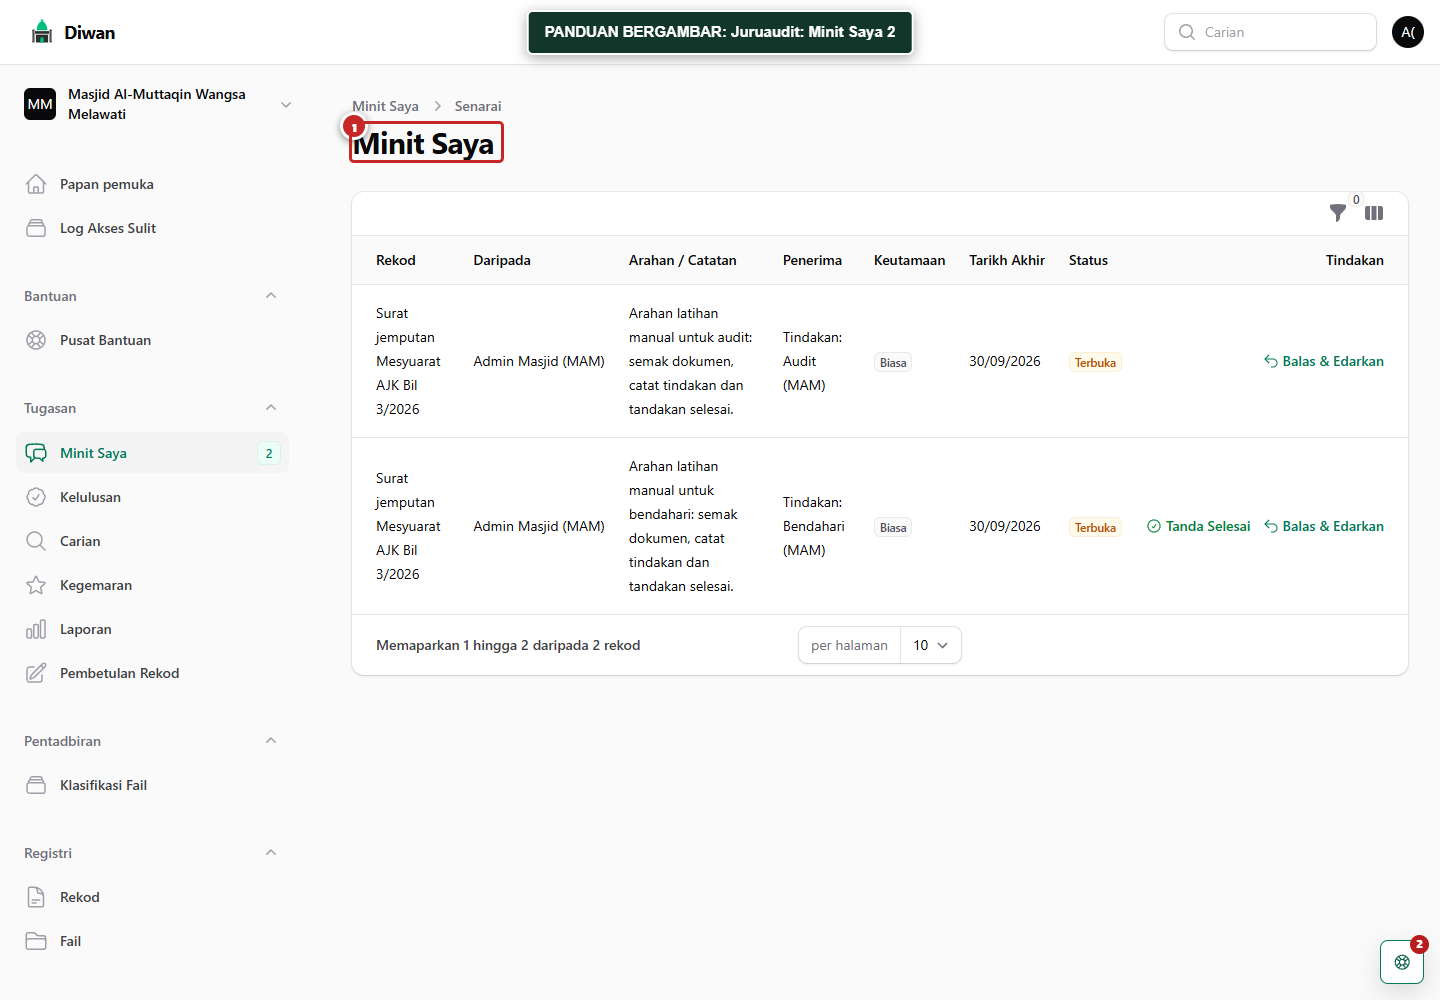 Diwan
PANDUAN BERGAMBAR: Juruaudit: Minit Saya 2
Carian
A(
MM
Masjid Al-Muttaqin Wangsa
Melawati
Papan pemuka
Log Akses Sulit
Bantuan
Pusat Bantuan
Tugasan
Minit Saya
2
Kelulusan
Carian
Kegemaran
Laporan
Pembetulan Rekod
Pentadbiran
Klasifikasi Fail
Registri
Rekod
Fail
Minit Saya
Senarai
1
Minit Saya
0
Rekod
Daripada
Arahan / Catatan
Penerima
Keutamaan
Tarikh Akhir
Status
Tindakan
Surat
jemputan
Mesyuarat
AJK Bil
3/2026
Admin Masjid (MAM)
Arahan latihan
manual untuk audit:
semak dokumen,
catat tindakan dan
tandakan selesai.
Tindakan:
Audit
(MAM)
Biasa
30/09/2026
Terbuka
Balas & Edarkan
Surat
jemputan
Mesyuarat
AJK Bil
3/2026
Admin Masjid (MAM)
Arahan latihan
manual untuk
bendahari: semak
dokumen, catat
tindakan dan
tandakan selesai.
Tindakan:
Bendahari
(MAM)
Biasa
30/09/2026
Terbuka
Tanda Selesai
Balas & Edarkan
Memaparkan 1 hingga 2 daripada 2 rekod
per halaman
10
2